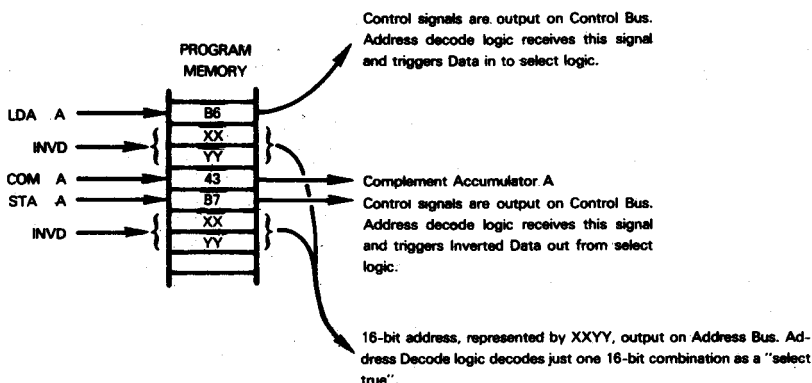 Control signals are output on Control Bus.
Address decode logic receives this signal
and triggers Data in to select logic.
PROGRAM
MEMORY
LDA A
B6
INVD
XX
YY
COM A
43
Complement Accumulator A
STA A
B7
Control signals are output on Control Bus.
Address decode logic receives this signal
and triggers Inverted Data out from select
logic.
INVD
XX
YY
16-bit address, represented by XXYY, output on Address Bus. Ad-
dress Decode logic decodes just one 16-bit combination as a "select
true".